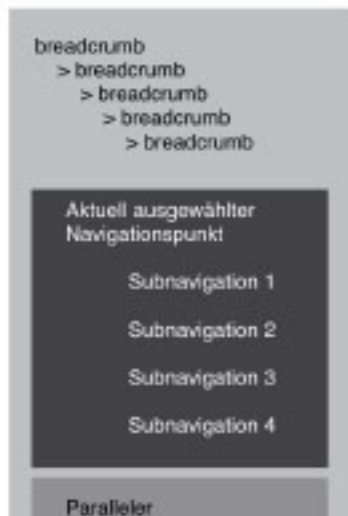 breadcrumb
> breadcrumb
> breadcrumb
> breadcrumb
> breadcrumb
Aktuell ausgewählter
Navigationspunkt
Subnavigation 1
Subnavigation 2
Subnavigation 3
Subnavigation 4
Paralleler